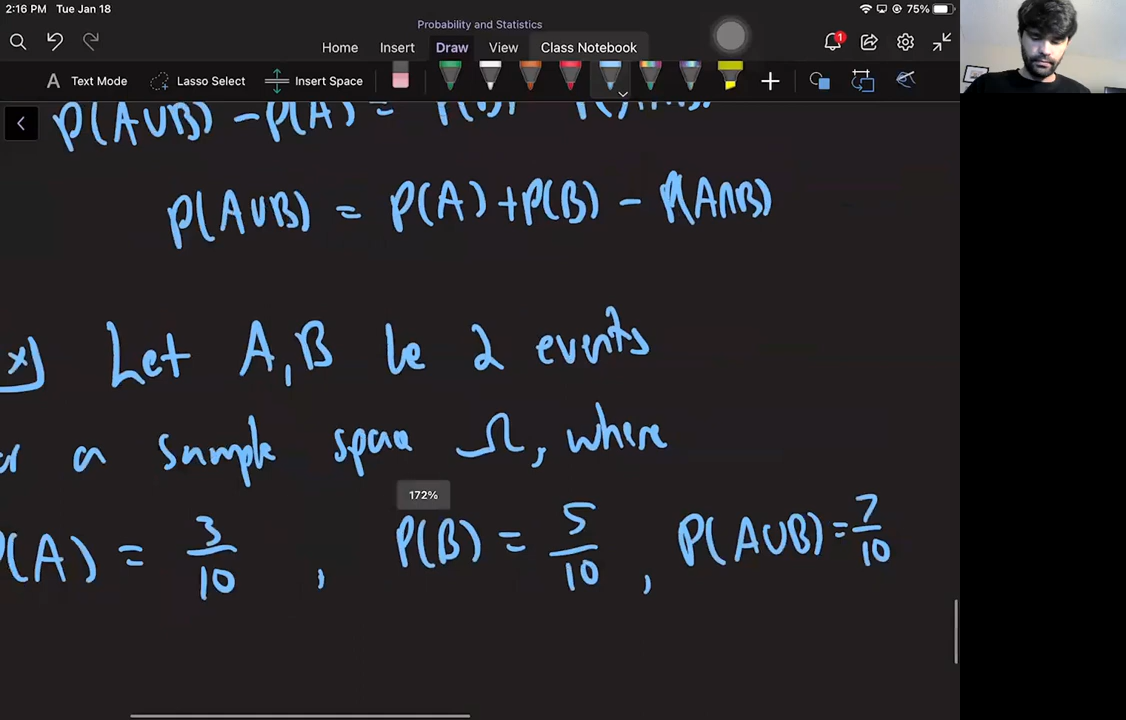 2:16 PM Tue Jan 18
75%
Probability and Statistics
Home Insert Draw View Class Notebook
1
Text Mode Lasso Select Insert Space
P(A∪B) - P(A) = P(B)
P(A∪B) = P(A) + P(B) - P(A∩B)
x) Let A, B be 2 events
a sample space Ω, where
172%
P(A) = 3/10 , P(B) = 5/10 , P(A∪B) = 7/10